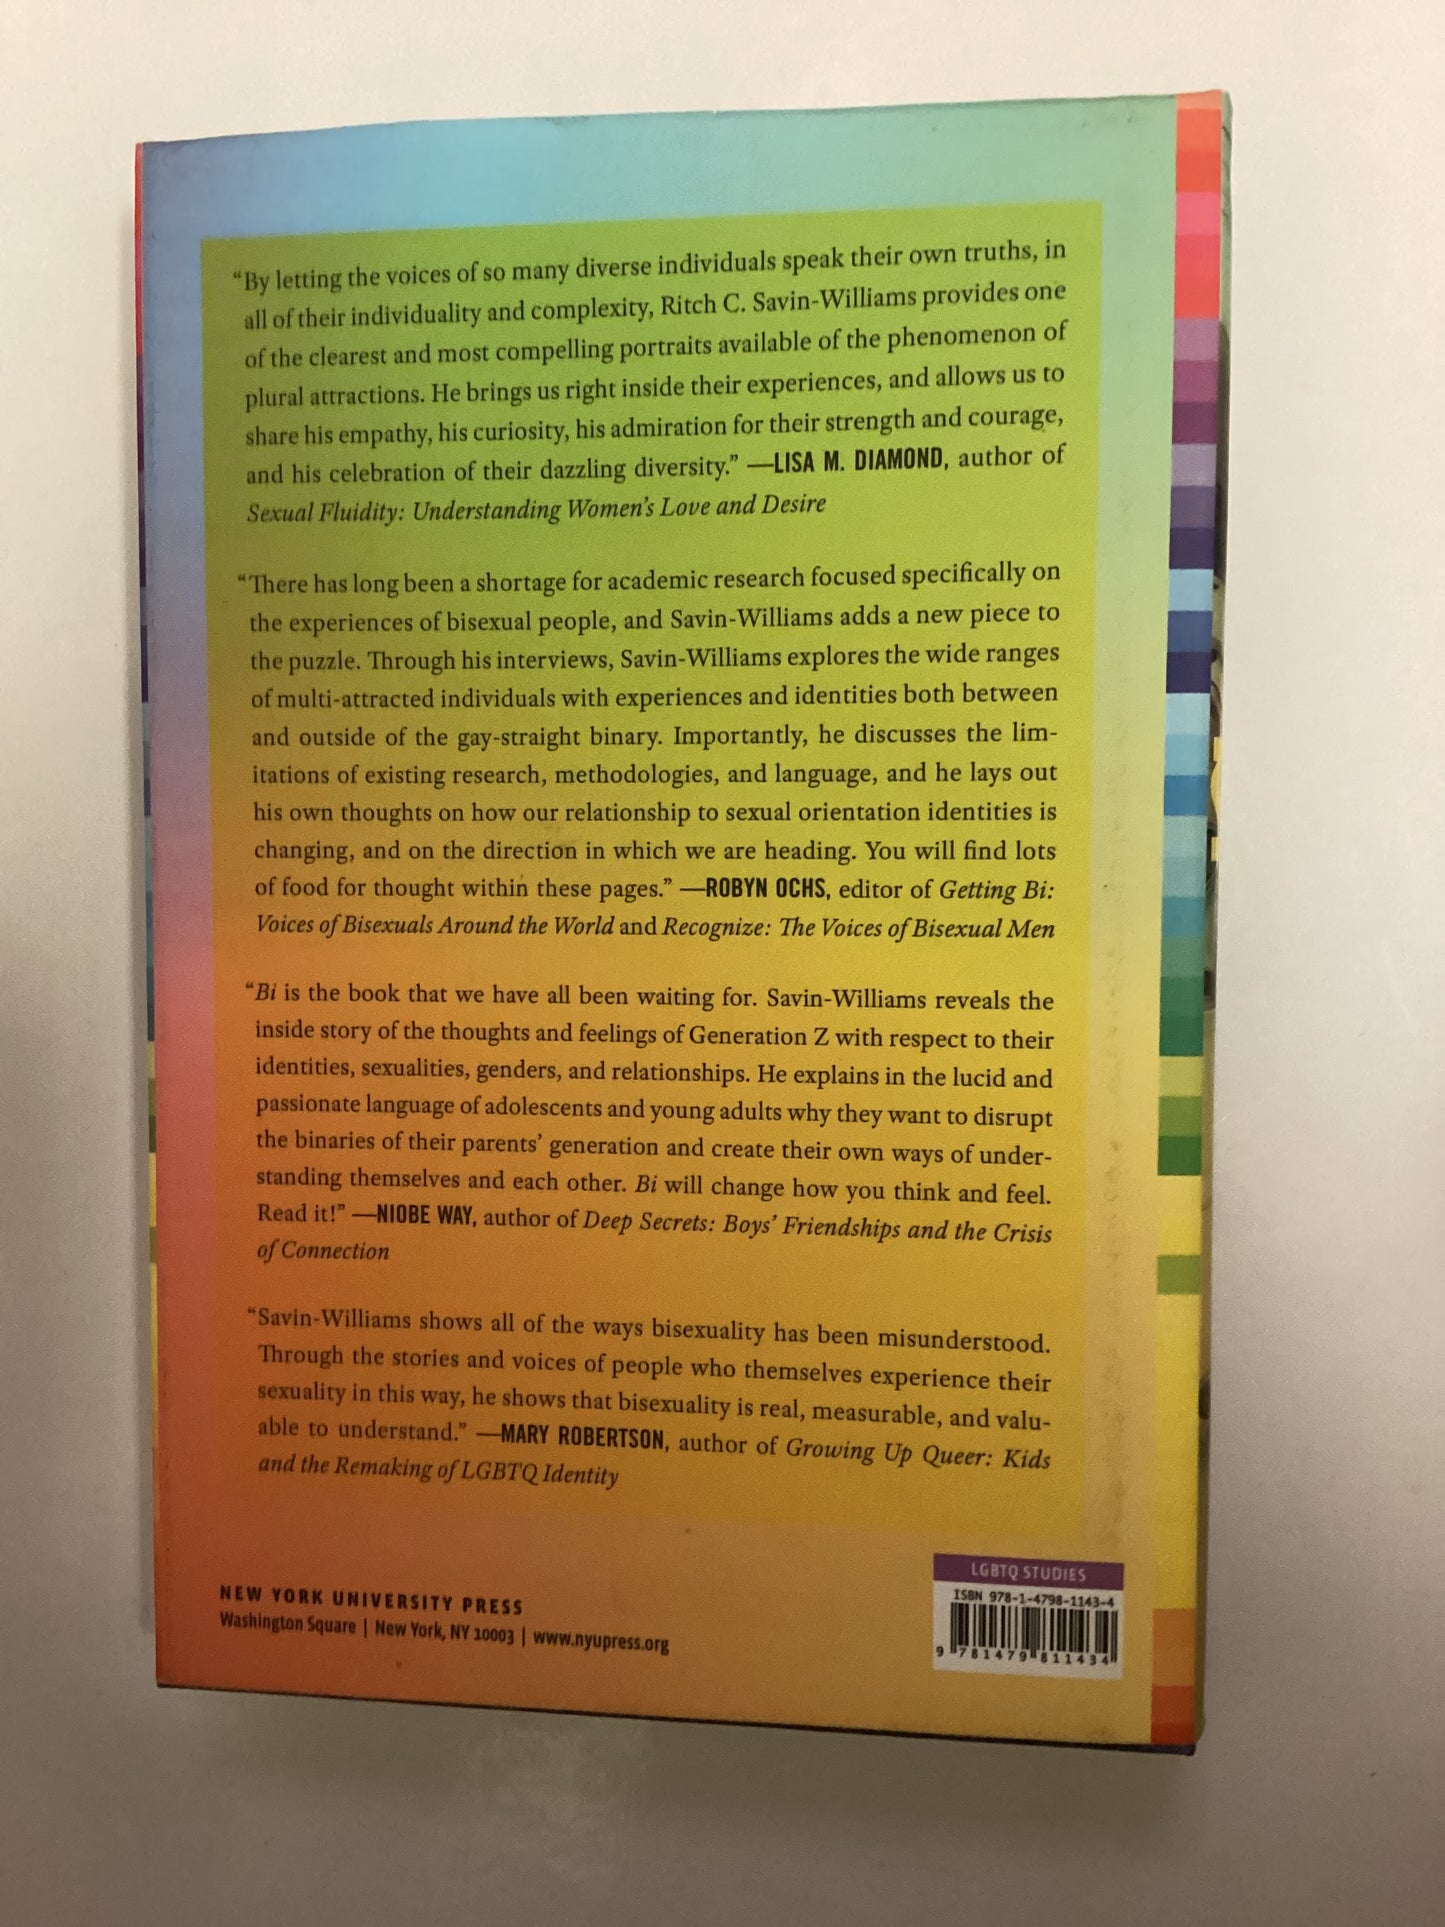 “By letting the voices of so many diverse individuals speak their own truths, in
all of their individuality and complexity, Ritch C. Savin-Williams provides one
of the clearest and most compelling portraits available of the phenomenon of
plural attractions. He brings us right inside their experiences, and allows us to
share his empathy, his curiosity, his admiration for their strength and courage,
and his celebration of their dazzling diversity.” —LISA M. DIAMOND, author of
Sexual Fluidity: Understanding Women’s Love and Desire
“There has long been a shortage for academic research focused specifically on
the experiences of bisexual people, and Savin-Williams adds a new piece to
the puzzle. Through his interviews, Savin-Williams explores the wide ranges
of multi-attracted individuals with experiences and identities both between
and outside of the gay-straight binary. Importantly, he discusses the lim-
itations of existing research, methodologies, and language, and he lays out
his own thoughts on how our relationship to sexual orientation identities is
changing, and on the direction in which we are heading. You will find lots
of food for thought within these pages.” —ROBYN OCHS, editor of Getting Bi:
Voices of Bisexuals Around the World and Recognize: The Voices of Bisexual Men
“Bi is the book that we have all been waiting for. Savin-Williams reveals the
inside story of the thoughts and feelings of Generation Z with respect to their
identities, sexualities, genders, and relationships. He explains in the lucid and
passionate language of adolescents and young adults why they want to disrupt
the binaries of their parents’ generation and create their own ways of under-
standing themselves and each other. Bi will change how you think and feel.
Read it!” —NIOBE WAY, author of Deep Secrets: Boys’ Friendships and the Crisis
of Connection
“Savin-Williams shows all of the ways bisexuality has been misunderstood.
Through the stories and voices of people who themselves experience their
sexuality in this way, he shows that bisexuality is real, measurable, and valu-
able to understand.” —MARY ROBERTSON, author of Growing Up Queer: Kids
and the Remaking of LGBTQ Identity
NEW YORK UNIVERSITY PRESS
Washington Square | New York, NY 10003 | www.nyupress.org
LGBTQ STUDIES
ISBN 978-1-4798-1143-4
9 781479 811434